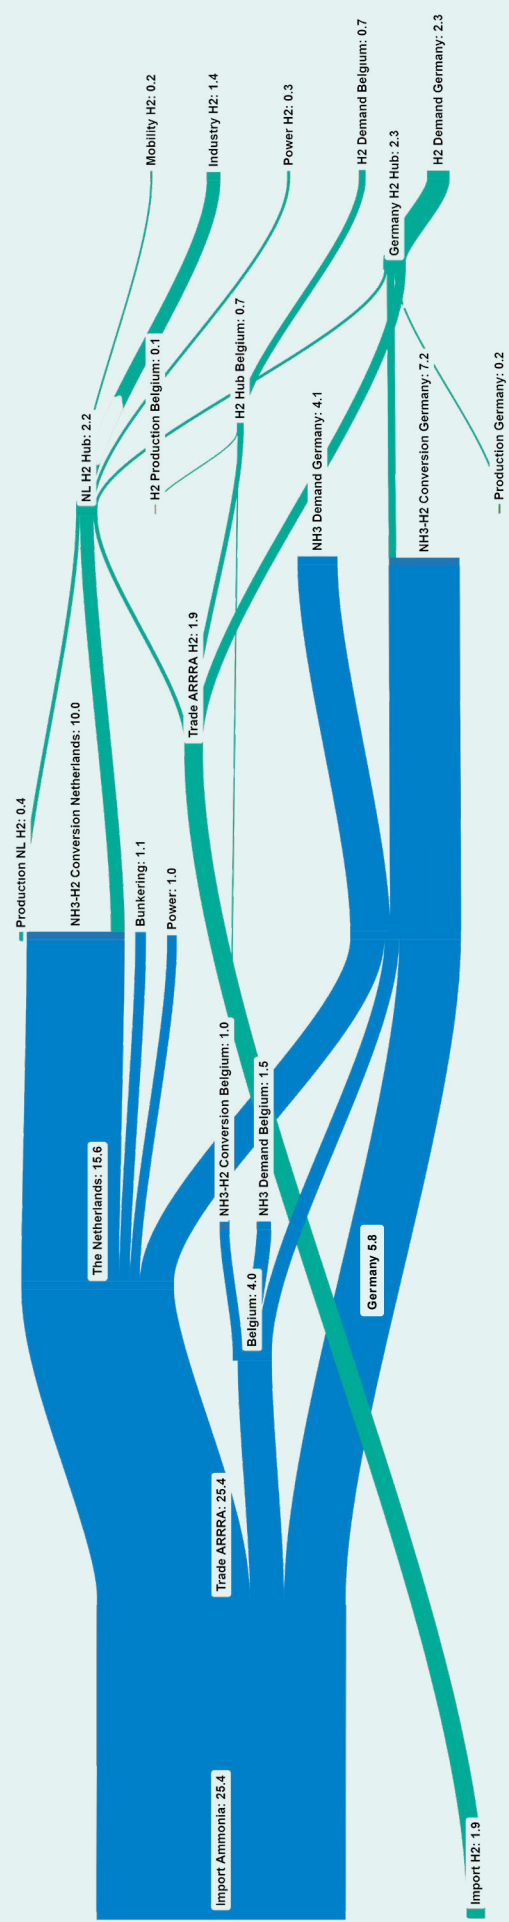 Import Ammonia: 25.4
Import H2: 1.9
Trade ARRRA: 25.4
The Netherlands: 15.6
Belgium: 4.0
Germany 5.8
NH3-H2 Conversion Belgium: 1.0
NH3 Demand Belgium: 1.5
Production NL H2: 0.4
NH3-H2 Conversion Netherlands: 10.0
Bunkering: 1.1
Power: 1.0
Trade ARRRA H2: 1.9
NH3 Demand Germany: 4.1
NH3-H2 Conversion Germany: 7.2
NL H2 Hub: 2.2
H2 Production Belgium: 0.1
H2 Hub Belgium: 0.7
Production Germany: 0.2
Germany H2 Hub: 2.3
Mobility H2: 0.2
Industry H2: 1.4
Power H2: 0.3
H2 Demand Belgium: 0.7
H2 Demand Germany: 2.3